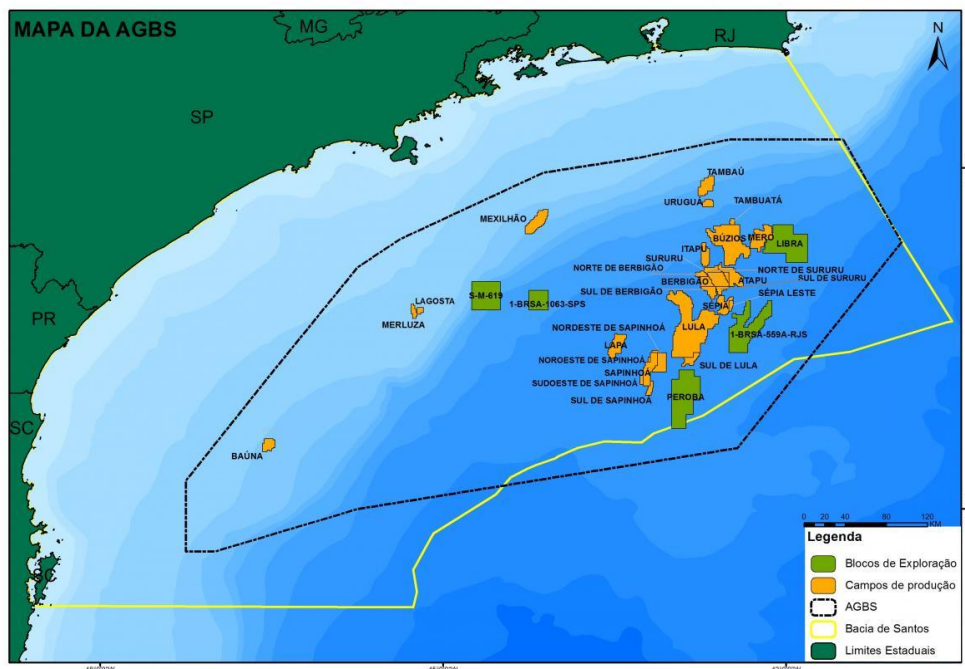 MAPA DA AGBS
MG
RJ
N
SP
PR
SC
SC
TAMBAÚ
URUGUÁ
TAMBUATÁ
MEXILHÃO
BÚZIOS
MERO
LIBRA
ITAPU
SURURU
NORTE DE BERBIGÃO
NORTE DE SURURU
SUL DE SURURU
BERBIGÃO
ATAPU
SUL DE BERBIGÃO
SÉPIA LESTE
SÉPIA
S-M-619
1-BRSA-1063-SPS
LAGOSTA
MERLUZA
NORDESTE DE SAPINHOÁ
LULA
1-BRSA-559A-RJS
LAPA
NOROESTE DE SAPINHOÁ
SUL DE LULA
SAPINHOÁ
SUDOESTE DE SAPINHOÁ
PEROBA
SUL DE SAPINHOÁ
BAÚNA
0 20 40 80 120
KM
Legenda
Blocos de Exploração
Campos de produção
AGBS
Bacia de Santos
Limites Estaduais